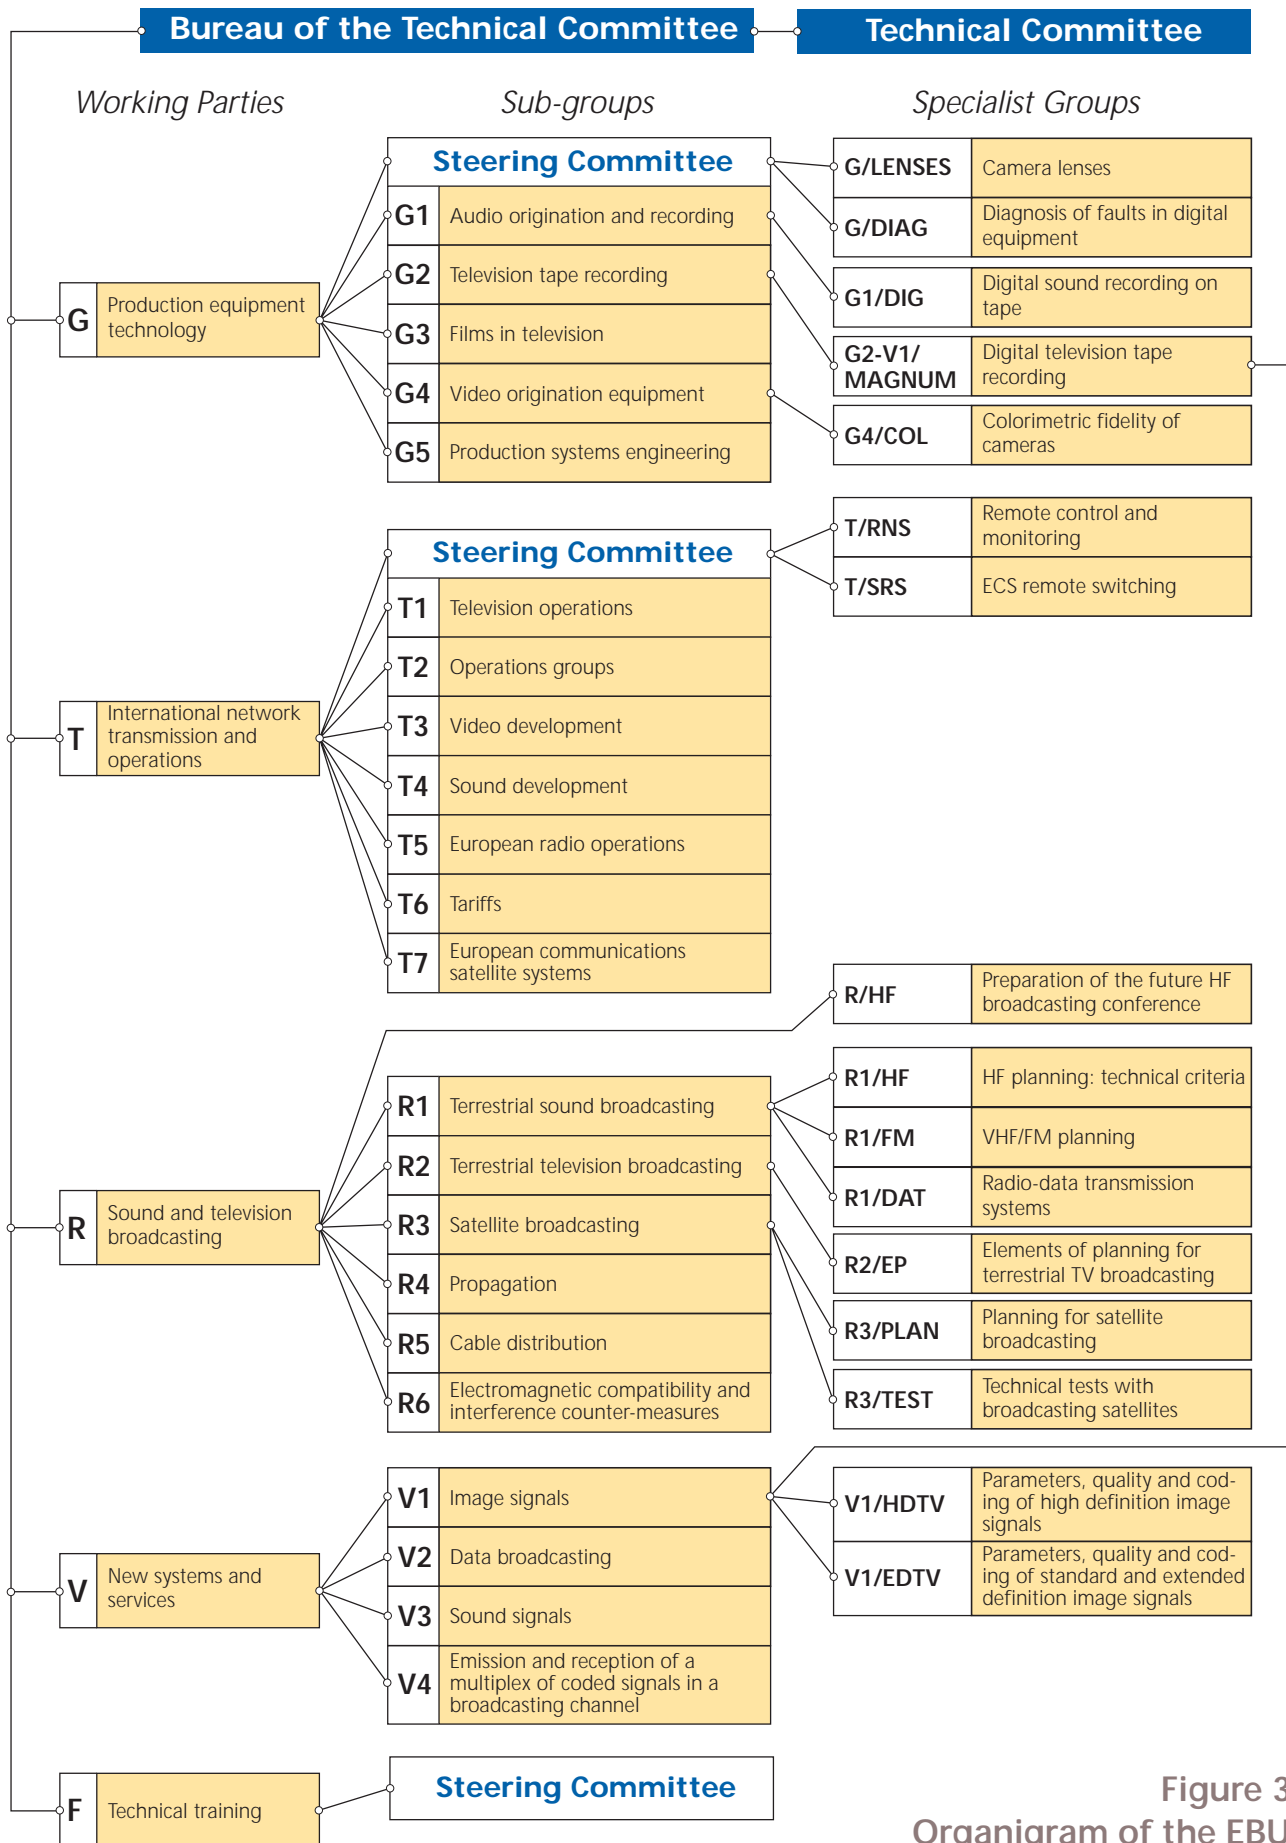 Bureau of the Technical Committee
Technical Committee
Working Parties
Sub-groups
Specialist Groups
G
Production equipment
technology
Steering Committee
G1
Audio origination and recording
G2
Television tape recording
G3
Films in television
G4
Video origination equipment
G5
Production systems engineering
G/LENSES
Camera lenses
G/DIAG
Diagnosis of faults in digital
equipment
G1/DIG
Digital sound recording on
tape
G2-V1/
MAGNUM
Digital television tape
recording
G4/COL
Colorimetric fidelity of
cameras
T
International network
transmission and
operations
Steering Committee
T1
Television operations
T2
Operations groups
T3
Video development
T4
Sound development
T5
European radio operations
T6
Tariffs
T7
European communications
satellite systems
T/RNS
Remote control and
monitoring
T/SRS
ECS remote switching
R
Sound and television
broadcasting
R1
Terrestrial sound broadcasting
R2
Terrestrial television broadcasting
R3
Satellite broadcasting
R4
Propagation
R5
Cable distribution
R6
Electromagnetic compatibility and
interference counter-measures
R/HF
Preparation of the future HF
broadcasting conference
R1/HF
HF planning: technical criteria
R1/FM
VHF/FM planning
R1/DAT
Radio-data transmission
systems
R2/EP
Elements of planning for
terrestrial TV broadcasting
R3/PLAN
Planning for satellite
broadcasting
R3/TEST
Technical tests with
broadcasting satellites
V
New systems and
services
V1
Image signals
V2
Data broadcasting
V3
Sound signals
V4
Emission and reception of a
multiplex of coded signals in a
broadcasting channel
V1/HDTV
Parameters, quality and cod-
ing of high definition image
signals
V1/EDTV
Parameters, quality and cod-
ing of standard and extended
definition image signals
F
Technical training
Steering Committee
Figure 3
Organigram of the EBU